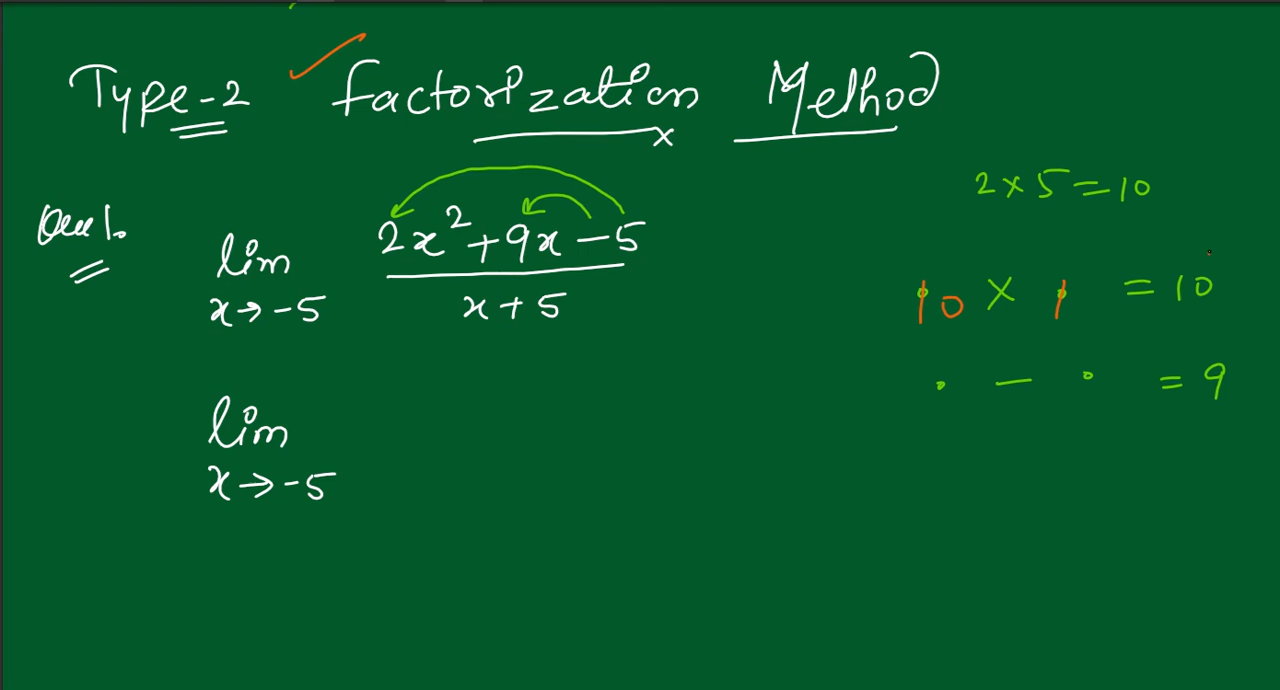 Type-2 Factorization Method
Que 1.
lim x→-5 (2x²+9x-5)/(x+5)
2×5=10
10 × 1 = 10
. - . = 9
lim x→-5